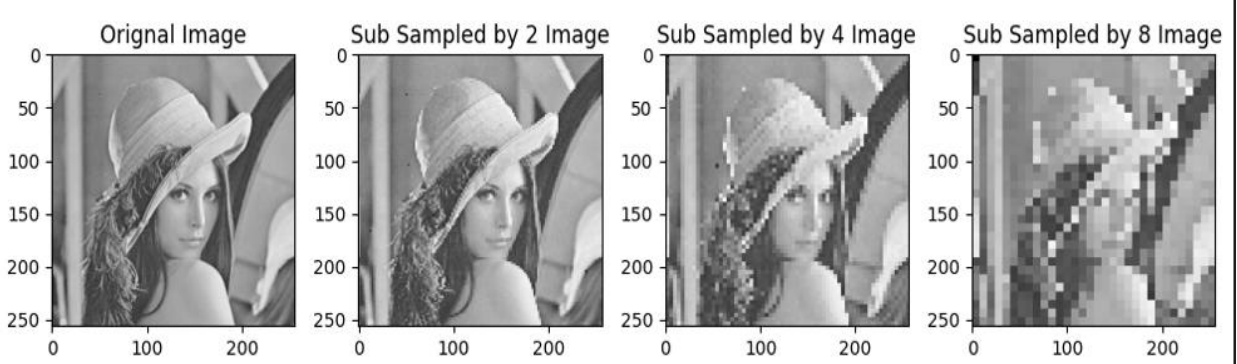 Orignal Image
Sub Sampled by 2 Image
Sub Sampled by 4 Image
Sub Sampled by 8 Image
0 0 0 0
50 50 50 50
100 100 100 100
150 150 150 150
200 200 200 200
250 250 250 250
0 100 200 0 100 200 0 100 200 0 100 200